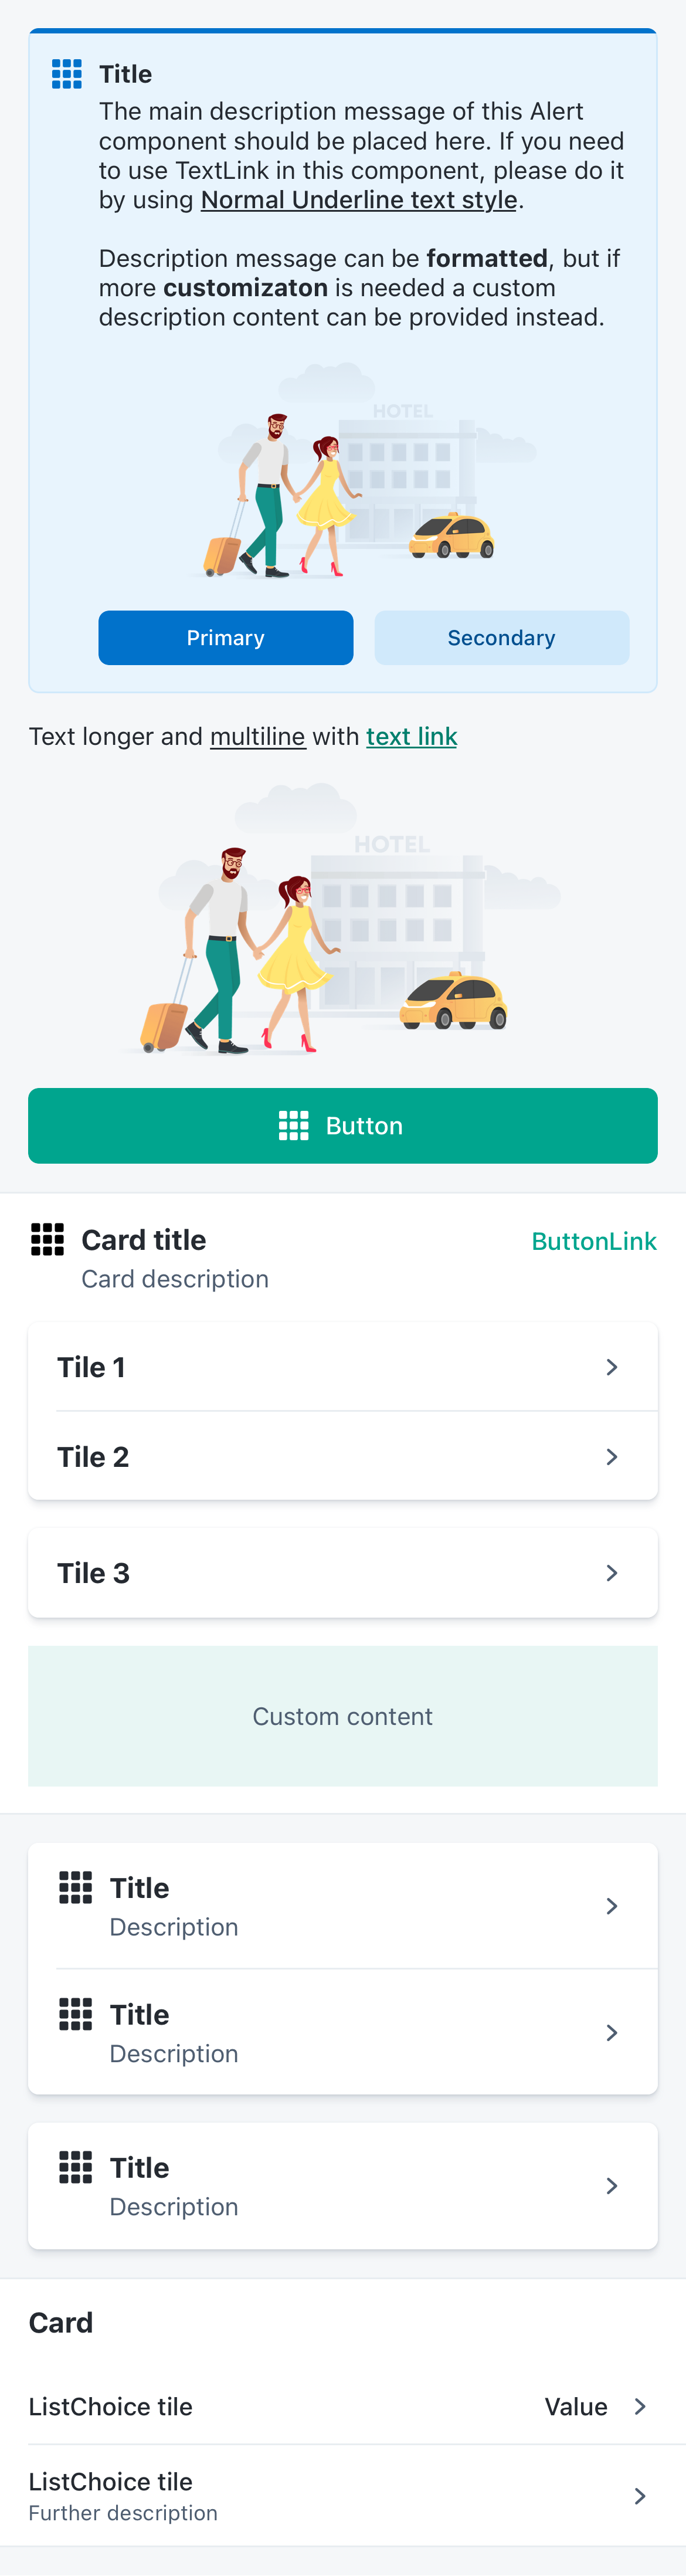 Title
The main description message of this Alert
component should be placed here. If you need
to use TextLink in this component, please do it
by using Normal Underline text style.
Description message can be formatted, but if
more customizaton is needed a custom
description content can be provided instead.
HOTEL
Primary
Secondary
Text longer and multiline with text link
HOTEL
Button
Card title
ButtonLink
Card description
Tile 1
Tile 2
Tile 3
Custom content
Title
Description
Title
Description
Title
Description
Card
ListChoice tile
Value
ListChoice tile
Further description